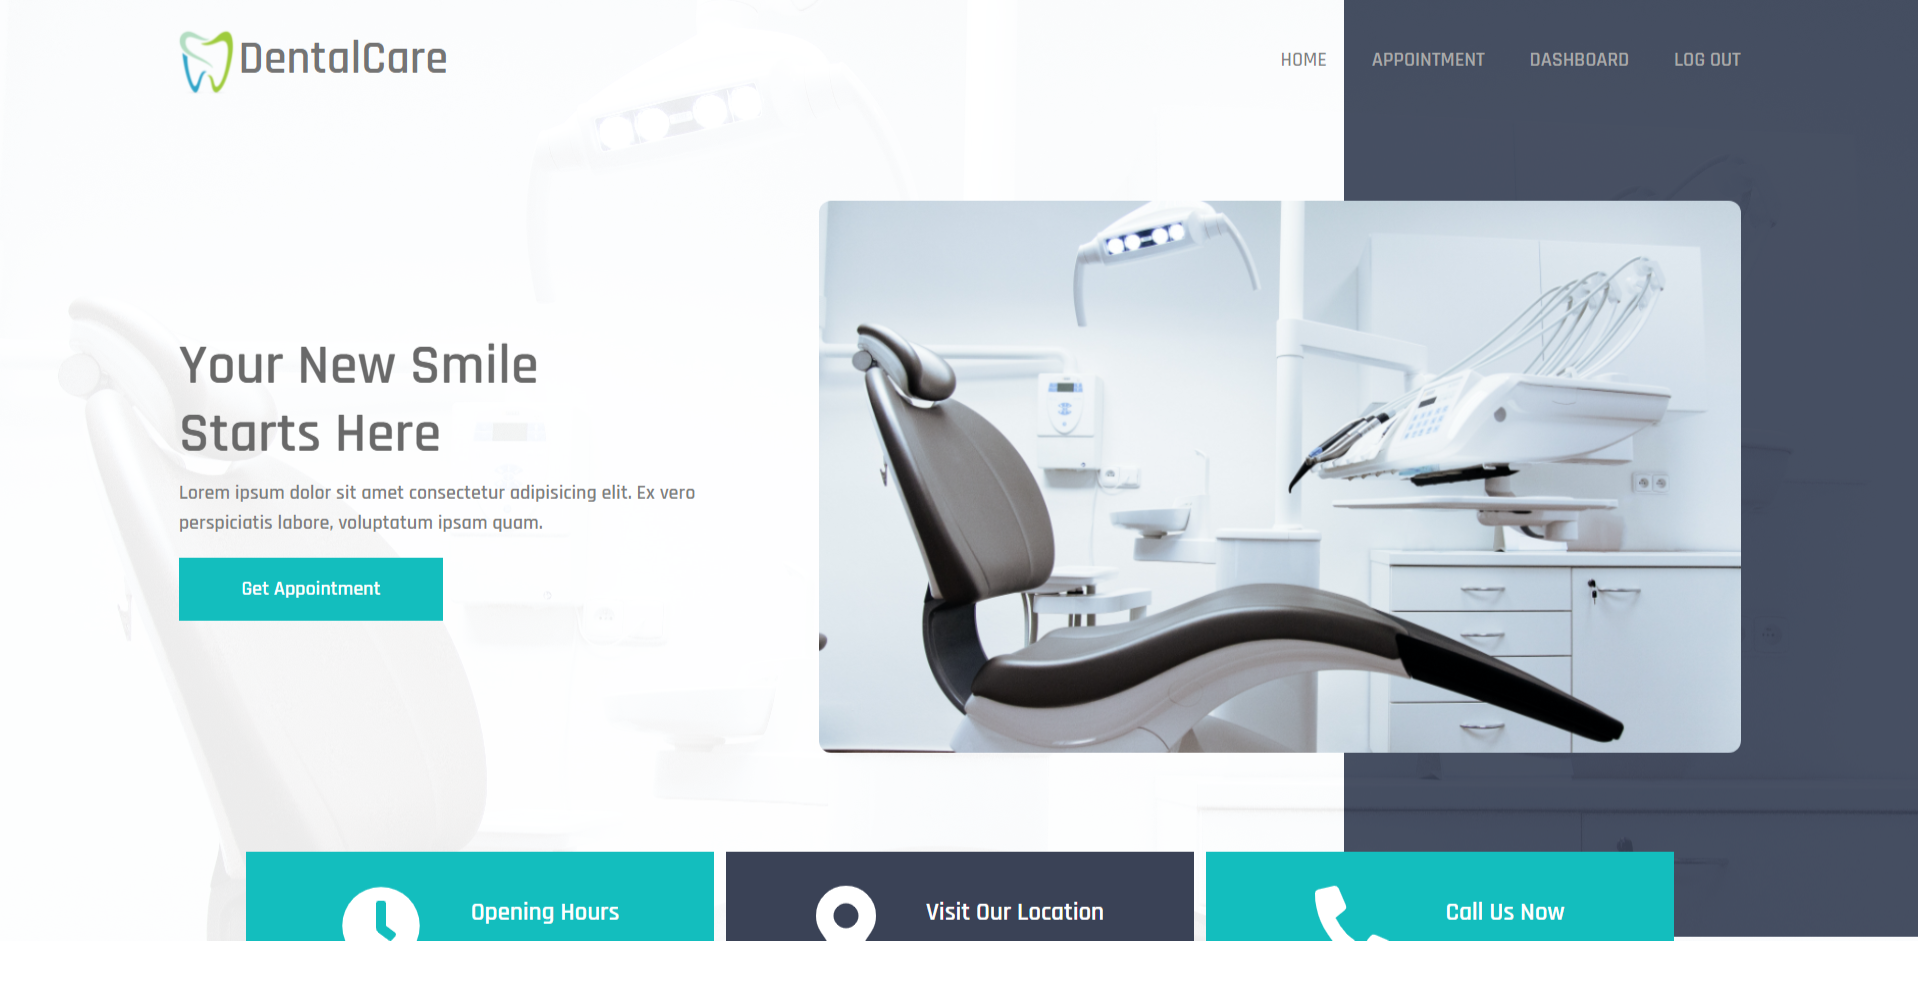 DentalCare
HOME
APPOINTMENT
DASHBOARD
LOG OUT
Your New Smile
Starts Here
Lorem ipsum dolor sit amet consectetur adipisicing elit. Ex vero
perspiciatis labore, voluptatum ipsam quam.
Get Appointment
Opening Hours
Visit Our Location
Call Us Now